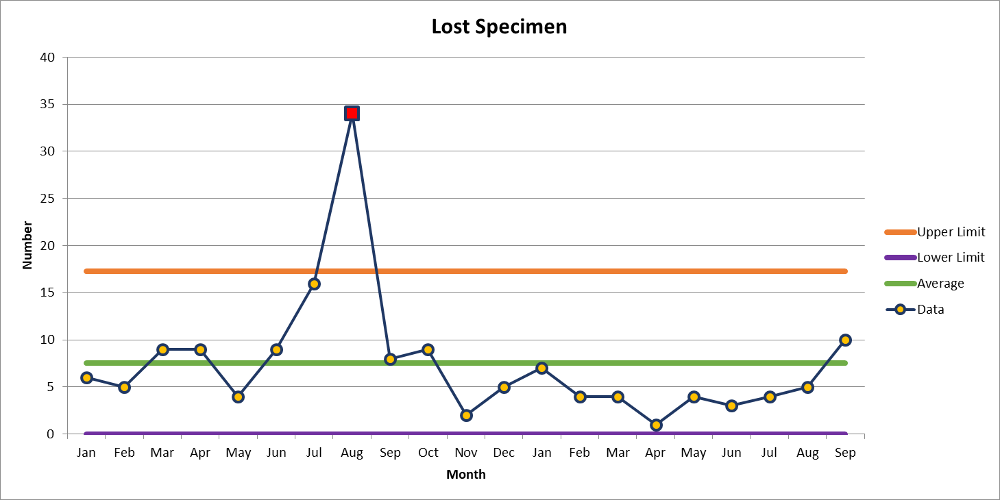 Lost Specimen
40
35
30
25
20
15
10
5
0
Number
Jan Feb Mar Apr May Jun Jul Aug Sep Oct Nov Dec Jan Feb Mar Apr May Jun Jul Aug Sep
Month
Upper Limit
Lower Limit
Average
Data